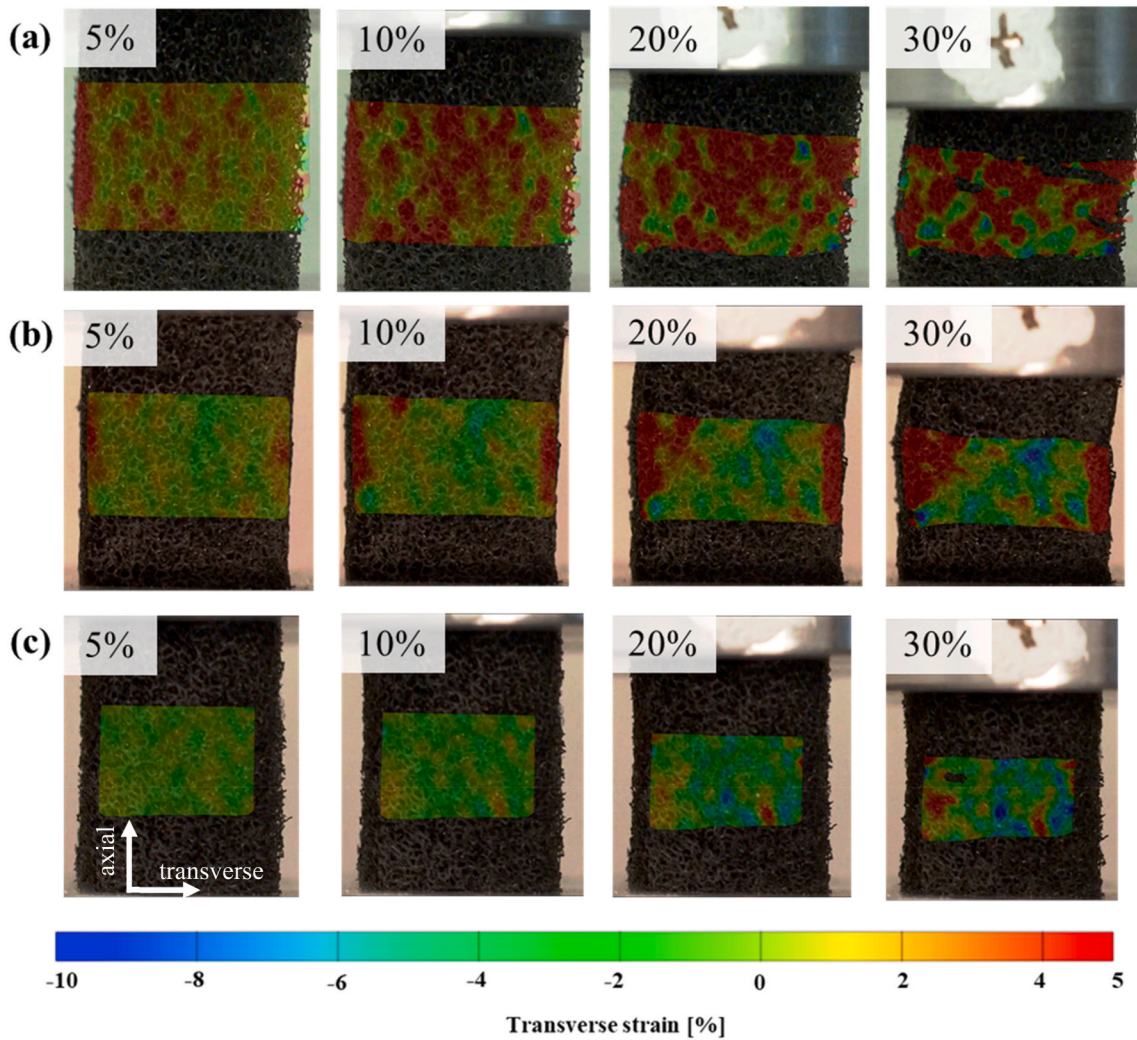 (a) 5% 10% 20% 30%
(b) 5% 10% 20% 30%
(c) 5% 10% 20% 30%
axial
transverse
-10 -8 -6 -4 -2 0 2 4 5
Transverse strain [%]